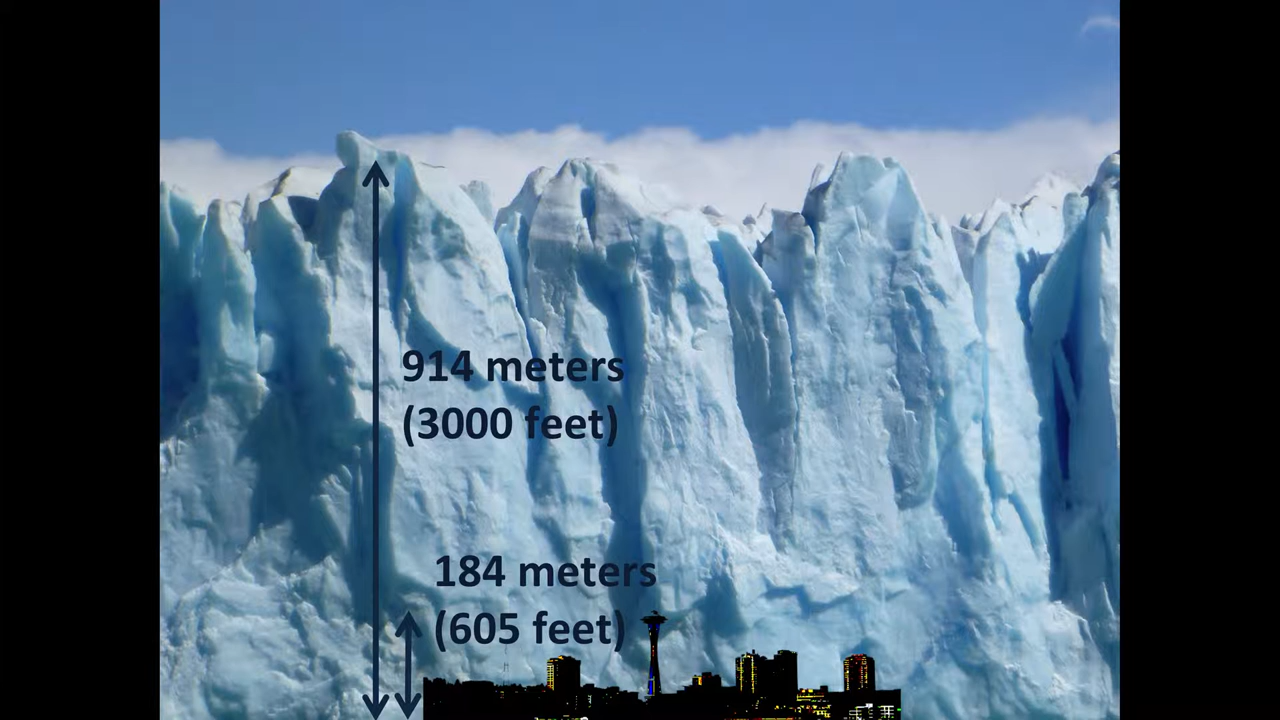 914 meters
(3000 feet)
184 meters
(605 feet)